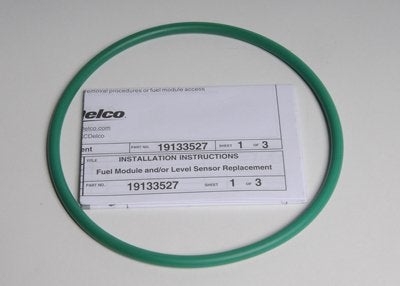 removal procedures or fuel module access
Delco
delco.com
CDelco
ent PART NO. 19133527 SHEET 1 OF 3
TITLE INSTALLATION INSTRUCTIONS
Fuel Module and/or Level Sensor Replacement
PART NO. 19133527 SHEET 1 OF 3